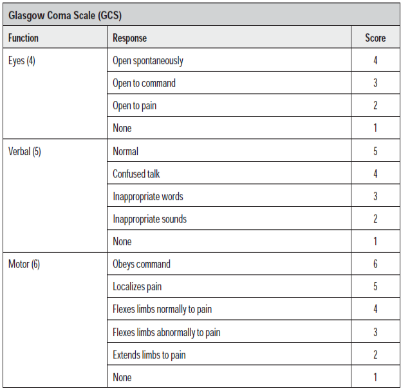 Glasgow Coma Scale (GCS)
Function Response Score
Eyes (4) Open spontaneously 4
Open to command 3
Open to pain 2
None 1
Verbal (5) Normal 5
Confused talk 4
Inappropriate words 3
Inappropriate sounds 2
None 1
Motor (6) Obeys command 6
Localizes pain 5
Flexes limbs normally to pain 4
Flexes limbs abnormally to pain 3
Extends limbs to pain 2
None 1